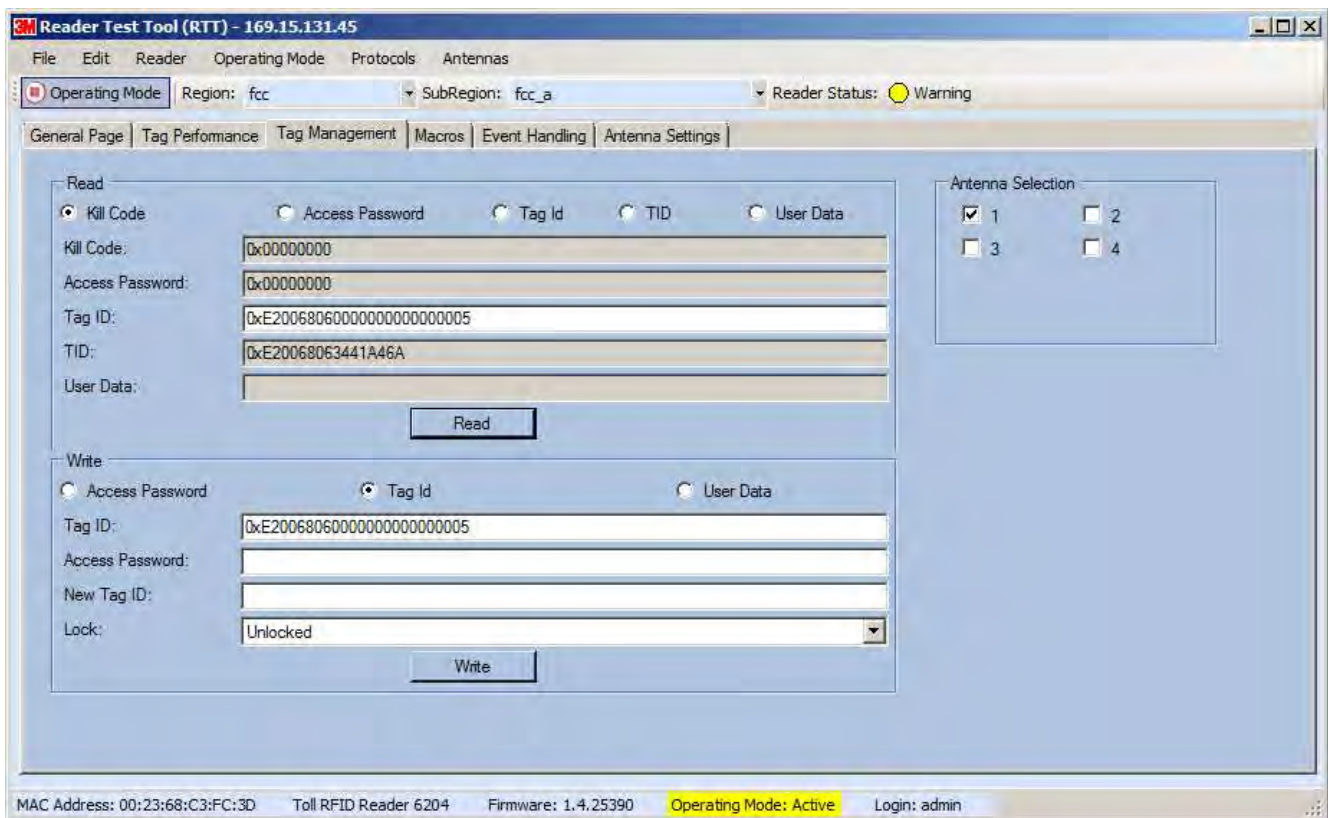 3M Reader Test Tool (RTT) - 169.15.131.45
File Edit Reader Operating Mode Protocols Antennas
Operating Mode Region: fcc SubRegion: fcc_a Reader Status: Warning
General Page Tag Performance Tag Management Macros Event Handling Antenna Settings
Read
Kill Code Access Password Tag Id TID User Data
Kill Code: 0x00000000
Access Password: 0x00000000
Tag ID: 0xE20068060000000000000005
TID: 0xE20068063441A46A
User Data:
Read
Write
Access Password Tag Id User Data
Tag ID: 0xE20068060000000000000005
Access Password:
New Tag ID:
Lock: Unlocked
Write
Antenna Selection
1 2
3 4
MAC Address: 00:23:68:C3:FC:3D Toll RFID Reader 6204 Firmware: 1.4.25390 Operating Mode: Active Login: admin